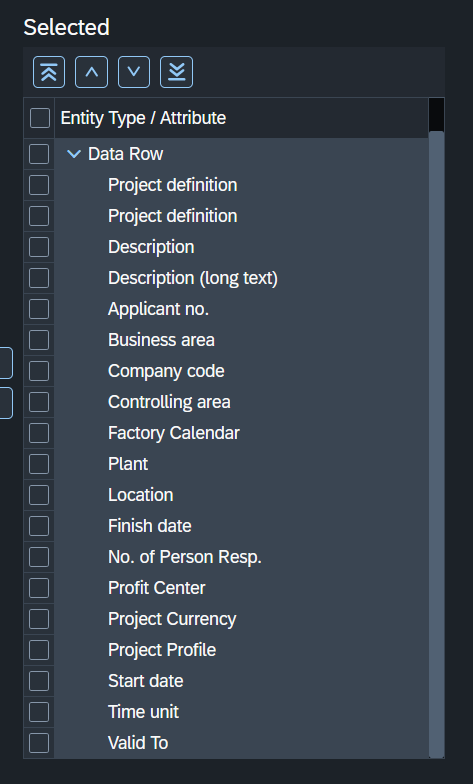 Selected
Entity Type / Attribute
Data Row
Project definition
Project definition
Description
Description (long text)
Applicant no.
Business area
Company code
Controlling area
Factory Calendar
Plant
Location
Finish date
No. of Person Resp.
Profit Center
Project Currency
Project Profile
Start date
Time unit
Valid To